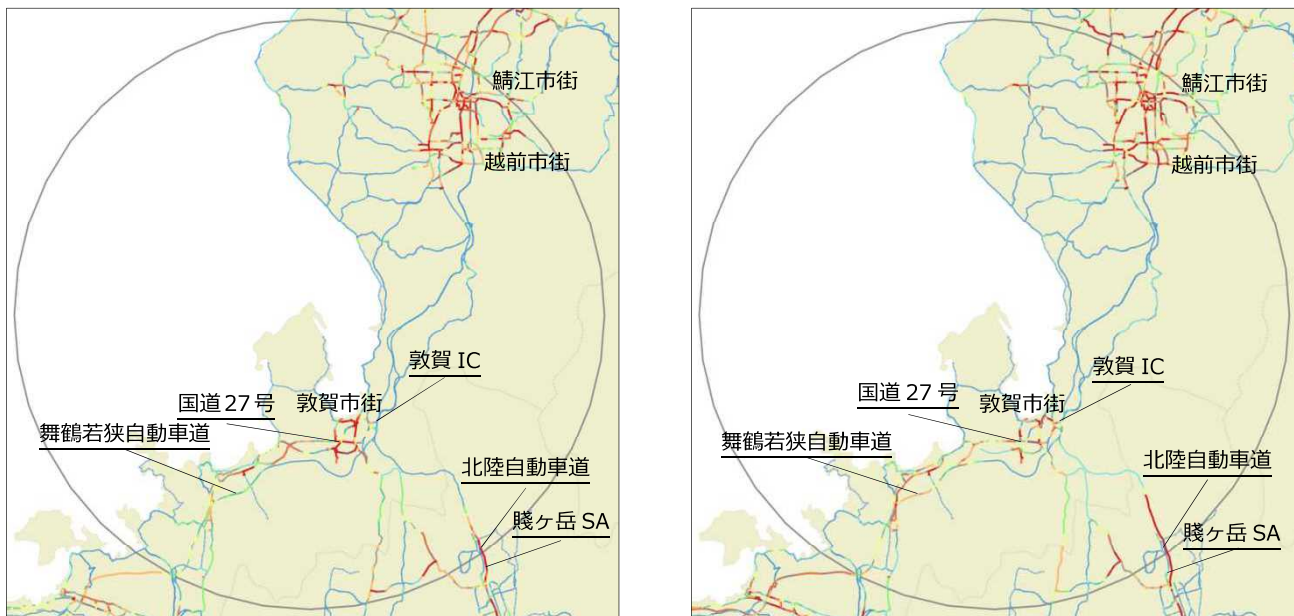 鯖江市街
越前市街
敦賀 IC
国道 27 号
敦賀市街
舞鶴若狭自動車道
北陸自動車道
賤ヶ岳 SA
鯖江市街
越前市街
敦賀 IC
国道 27 号
敦賀市街
舞鶴若狭自動車道
北陸自動車道
賤ヶ岳 SA